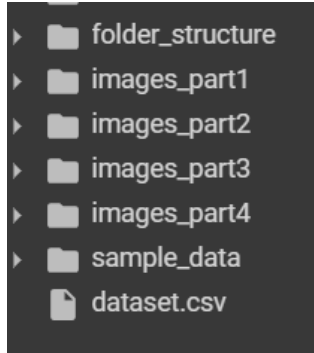 folder_structure
images_part1
images_part2
images_part3
images_part4
sample_data
dataset.csv